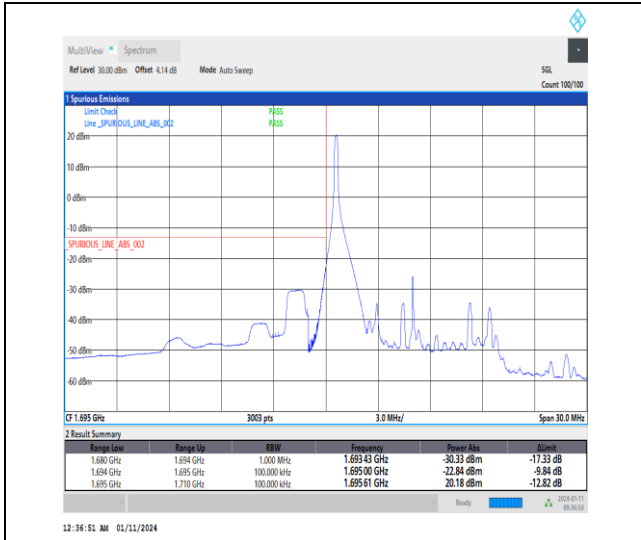 MultiView Spectrum
Ref Level 30.00 dBm Offset 4.14 dB Mode Auto Sweep SGL
Count 100/100
1 Spurious Emissions
Limit Check PASS
Line _SPURIOUS_LINE_ABS_002 PASS
20 dBm
10 dBm
0 dBm
-10 dBm
_SPURIOUS_LINE_ABS_002
-20 dBm
-30 dBm
-40 dBm
-50 dBm
-60 dBm
CF 1.695 GHz 3003 pts 3.0 MHz/ Span 30.0 MHz
2 Result Summary
Range Low Range Up RBW Frequency Power Abs ΔLimit
1.680 GHz 1.694 GHz 1.000 MHz 1.693 43 GHz -30.33 dBm -17.33 dB
1.694 GHz 1.695 GHz 100.000 kHz 1.695 00 GHz -22.84 dBm -9.84 dB
1.695 GHz 1.710 GHz 100.000 kHz 1.695 61 GHz 20.18 dBm -12.82 dB
Ready 2024-01-11
00:36:50
12:36:51 AM 01/11/2024